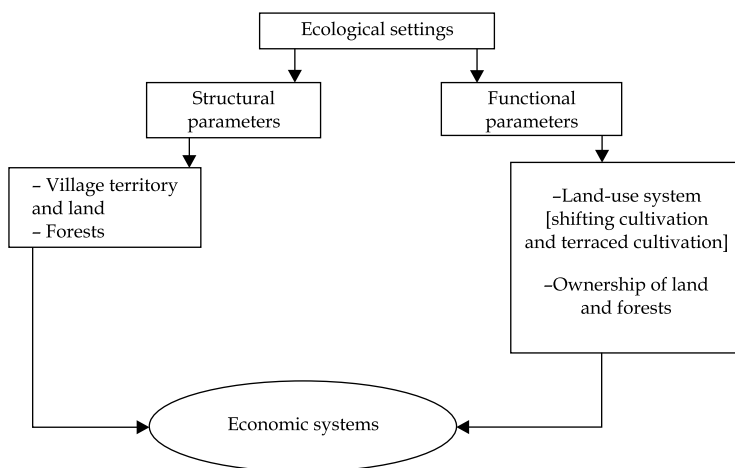 Ecological settings
Structural
parameters
Functional
parameters
– Village territory
and land
– Forests
–Land-use system
[shifting cultivation
and terraced cultivation]
–Ownership of land
and forests
Economic systems